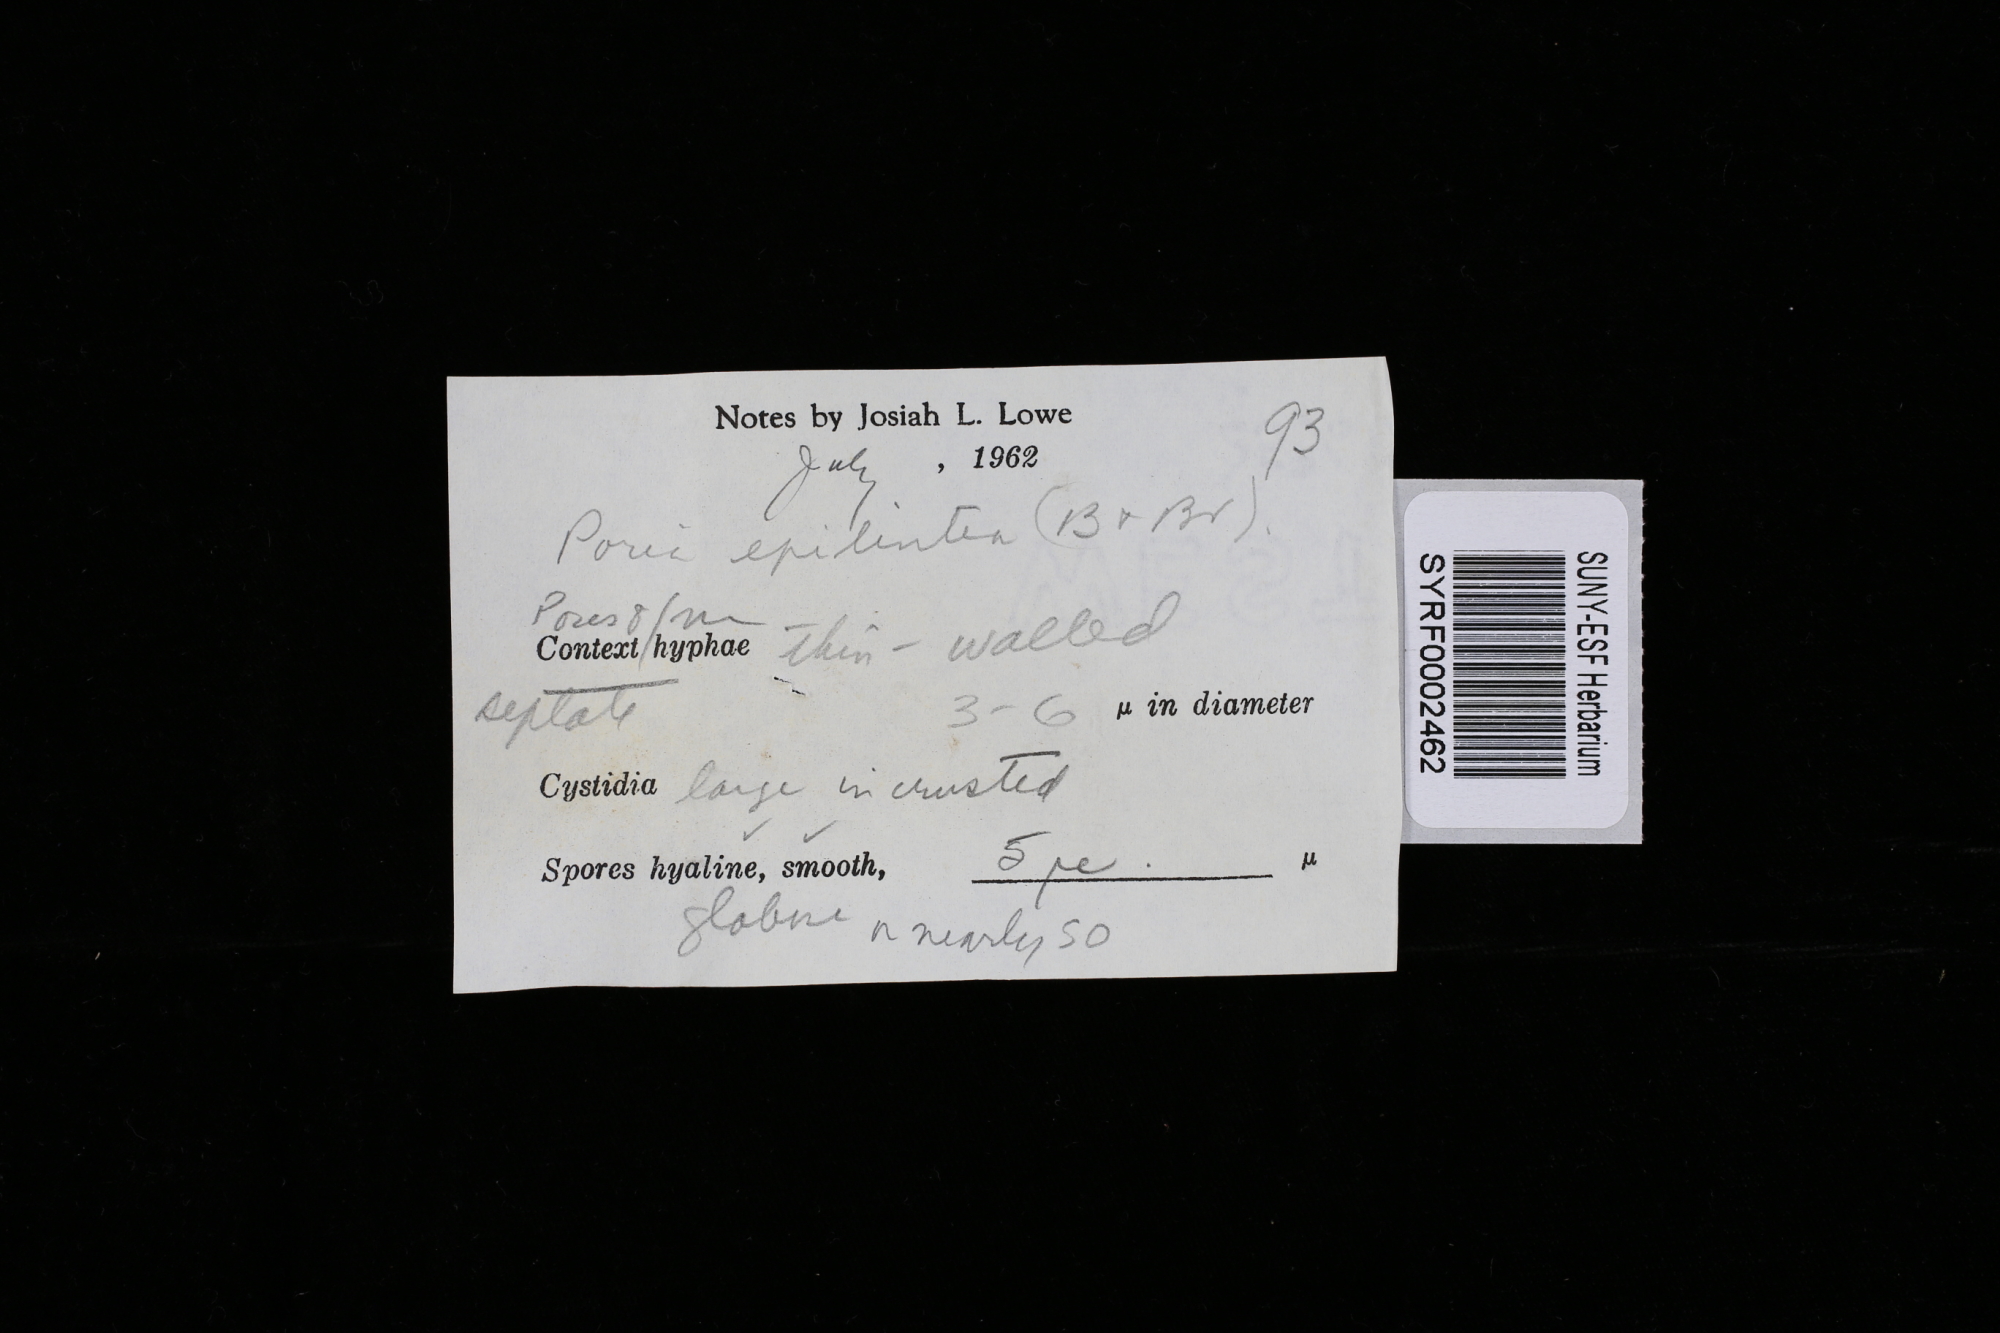 Notes by Josiah L. Lowe
93
July , 1962
Poria epilintea (B & Br).
Pores 8/m
Context hyphae thin-walled
septate 3-6 μ in diameter
Cystidia large incrusted
Spores hyaline, smooth, 5 μ. μ
globose or nearly so
SUNY-ESF Herbarium
SYRF0002462